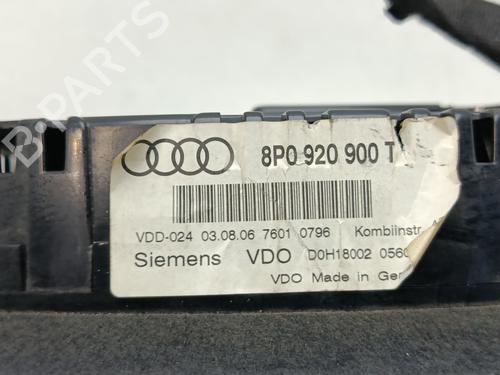 B-PARTS
8P0 920 900 T
VDD-024 03.08.06 7601 0796 Kombiinstr.
Siemens VDO D0H18002 0560
VDO Made in Ger